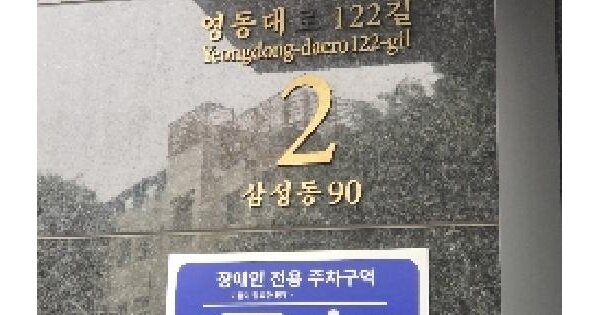 영동대로 122길
Yeongdong-daero 122-gil
2
삼성동 90
장애인 전용 주차구역